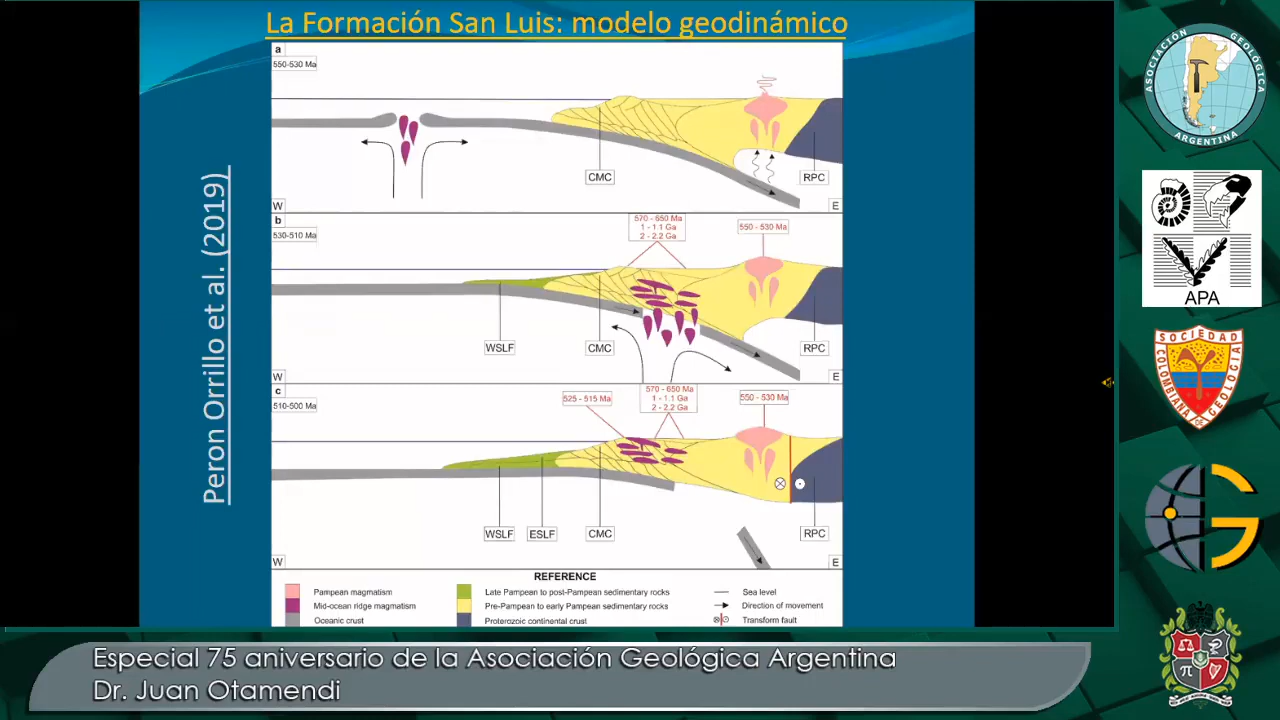 La Formación San Luis: modelo geodinámico
Peron Orrillo et al. (2019)
a
550-530 Ma
CMC
RPC
W
E
b
530-510 Ma
570 - 650 Ma
1 - 1.1 Ga
2 - 2.2 Ga
550 - 530 Ma
WSLF
CMC
RPC
W
E
c
510-500 Ma
525 - 515 Ma
570 - 650 Ma
1 - 1.1 Ga
2 - 2.2 Ga
550 - 530 Ma
WSLF
ESLF
CMC
RPC
W
E
REFERENCE
Pampean magmatism
Mid-ocean ridge magmatism
Oceanic crust
Late Pampean to post-Pampean sedimentary rocks
Pre-Pampean to early Pampean sedimentary rocks
Proterozoic continental crust
Sea level
Direction of movement
Transform fault
ASOCIACIÓN GEOLÓGICA
ARGENTINA
APA
SOCIEDAD
COLOMBIANA
DE
GEOLOGIA
G
Especial 75 aniversario de la Asociación Geológica Argentina
Dr. Juan Otamendi